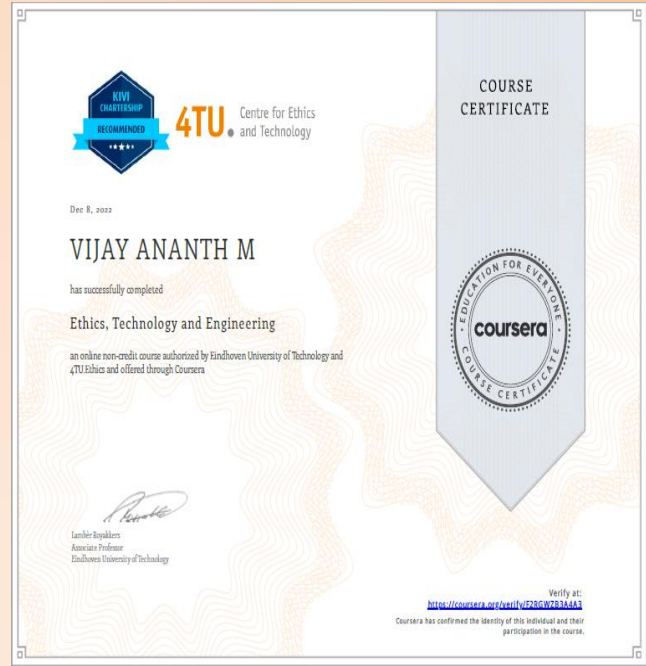 KIVI
CHARTERSHIP
RECOMMENDED
4TU. Centre for Ethics
and Technology
COURSE
CERTIFICATE
Dec 8, 2022
VIJAY ANANTH M
has successfully completed
Ethics, Technology and Engineering
an online non-credit course authorized by Eindhoven University of Technology and
4TU.Ethics and offered through Coursera
EDUCATION FOR EVERYONE
coursera
COURSE CERTIFICATE
Lambèr Royakkers
Associate Professor
Eindhoven University of Technology
Verify at:
https://coursera.org/verify/F2RGWZB3A4A3
Coursera has confirmed the identity of this individual and their
participation in the course.